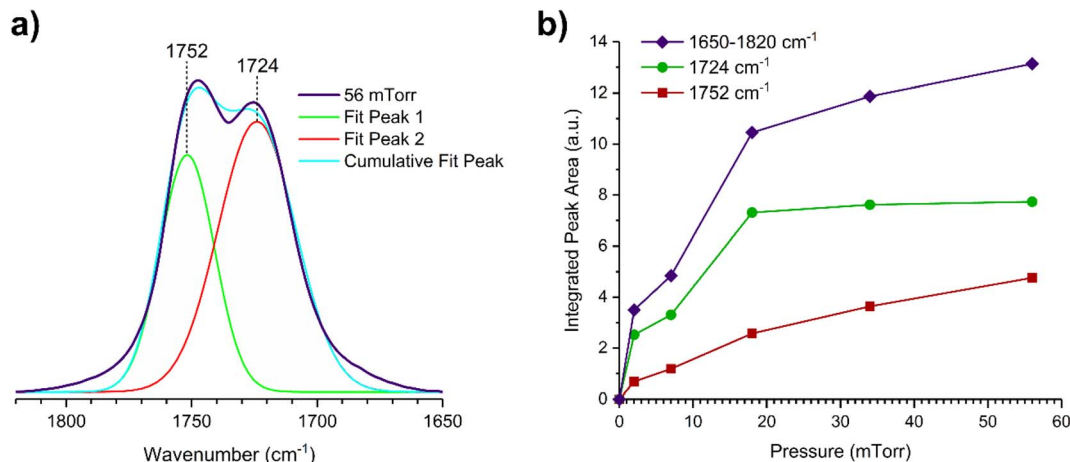 a)
1752
1724
56 mTorr
Fit Peak 1
Fit Peak 2
Cumulative Fit Peak
1800
1750
1700
1650
Wavenumber (cm⁻¹)
b)
1650-1820 cm⁻¹
1724 cm⁻¹
1752 cm⁻¹
14
12
10
8
6
4
2
0
Integrated Peak Area (a.u.)
0
10
20
30
40
50
60
Pressure (mTorr)